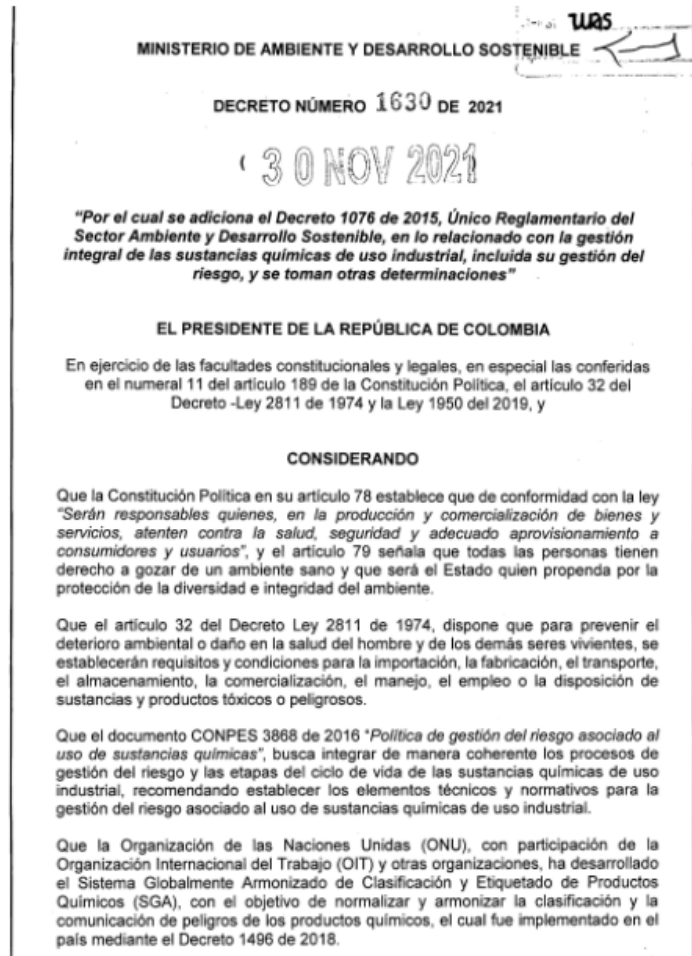 MINISTERIO DE AMBIENTE Y DESARROLLO SOSTENIBLE
DECRETO NÚMERO 1630 DE 2021
( 30 NOV 2021)
"Por el cual se adiciona el Decreto 1076 de 2015, Único Reglamentario del
Sector Ambiente y Desarrollo Sostenible, en lo relacionado con la gestión
integral de las sustancias químicas de uso industrial, incluida su gestión del
riesgo, y se toman otras determinaciones"
EL PRESIDENTE DE LA REPÚBLICA DE COLOMBIA
En ejercicio de las facultades constitucionales y legales, en especial las conferidas
en el numeral 11 del artículo 189 de la Constitución Política, el artículo 32 del
Decreto -Ley 2811 de 1974 y la Ley 1950 del 2019, y
CONSIDERANDO
Que la Constitución Política en su artículo 78 establece que de conformidad con la ley
"Serán responsables quienes, en la producción y comercialización de bienes y
servicios, atenten contra la salud, seguridad y adecuado aprovisionamiento a
consumidores y usuarios", y el artículo 79 señala que todas las personas tienen
derecho a gozar de un ambiente sano y que será el Estado quien propenda por la
protección de la diversidad e integridad del ambiente.
Que el artículo 32 del Decreto Ley 2811 de 1974, dispone que para prevenir el
deterioro ambiental o daño en la salud del hombre y de los demás seres vivientes, se
establecerán requisitos y condiciones para la importación, la fabricación, el transporte,
el almacenamiento, la comercialización, el manejo, el empleo o la disposición de
sustancias y productos tóxicos o peligrosos.
Que el documento CONPES 3868 de 2016 "Política de gestión del riesgo asociado al
uso de sustancias químicas", busca integrar de manera coherente los procesos de
gestión del riesgo y las etapas del ciclo de vida de las sustancias químicas de uso
industrial, recomendando establecer los elementos técnicos y normativos para la
gestión del riesgo asociado al uso de sustancias químicas de uso industrial.
Que la Organización de las Naciones Unidas (ONU), con participación de la
Organización Internacional del Trabajo (OIT) y otras organizaciones, ha desarrollado
el Sistema Globalmente Armonizado de Clasificación y Etiquetado de Productos
Químicos (SGA), con el objetivo de normalizar y armonizar la clasificación y la
comunicación de peligros de los productos químicos, el cual fue implementado en el
país mediante el Decreto 1496 de 2018.